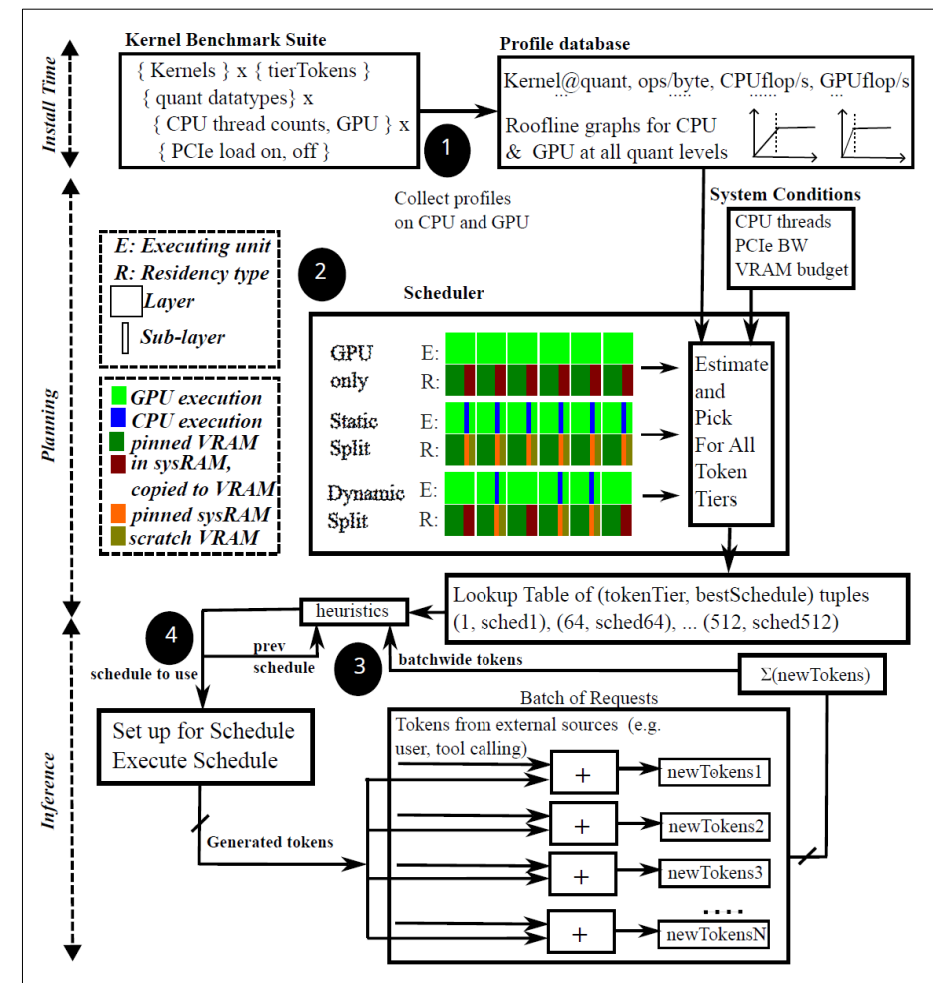 Install Time
Kernel Benchmark Suite
{ Kernels } x { tierTokens }
{ quant datatypes} x
{ CPU thread counts, GPU } x
{ PCIe load on, off }
1
Collect profiles
on CPU and GPU
Profile database
Kernel@quant, ops/byte, CPUflop/s, GPUflop/s
... ..... ...... ...
Roofline graphs for CPU
& GPU at all quant levels
System Conditions
CPU threads
PCIe BW
VRAM budget
Planning
E: Executing unit
R: Residency type
Layer
Sub-layer
GPU execution
CPU execution
pinned VRAM
in sysRAM,
copied to VRAM
pinned sysRAM
scratch VRAM
2
Scheduler
GPU E:
only R:
Static E:
Split R:
Dynamic E:
Split R:
Estimate
and
Pick
For All
Token
Tiers
Lookup Table of (tokenTier, bestSchedule) tuples
(1, sched1), (64, sched64), ... (512, sched512)
Inference
heuristics
4
prev
schedule
schedule to use
3
batchwide tokens
Σ(newTokens)
Set up for Schedule
Execute Schedule
Generated tokens
Batch of Requests
Tokens from external sources (e.g.
user, tool calling)
+ newTokens1
+ newTokens2
+ newTokens3
....
+ newTokensN